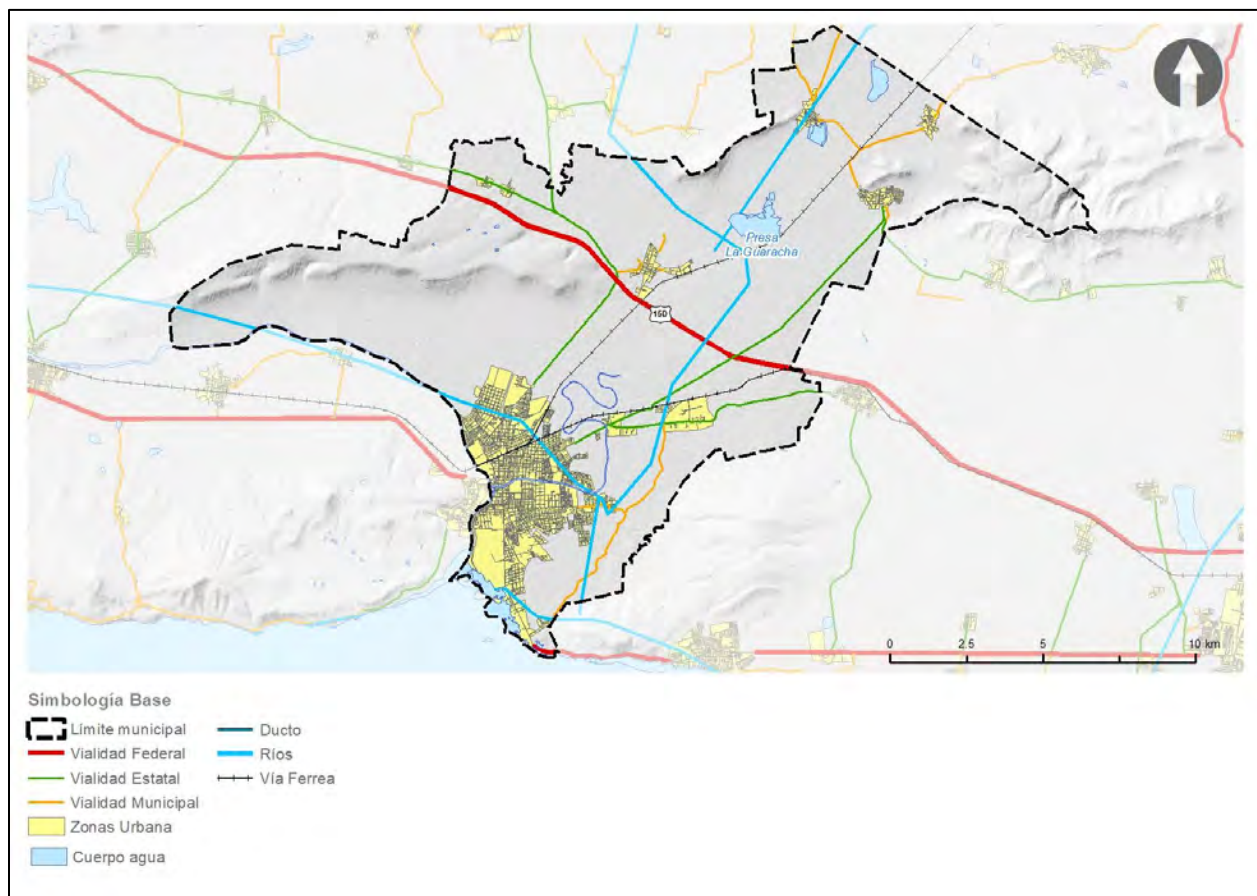 Presa
La Guaracha
15D
0
2.5
5
10 km
Simbología Base
Límite municipal
Vialidad Federal
Vialidad Estatal
Vialidad Municipal
Zonas Urbana
Cuerpo agua
Ducto
Ríos
Vía Ferrea